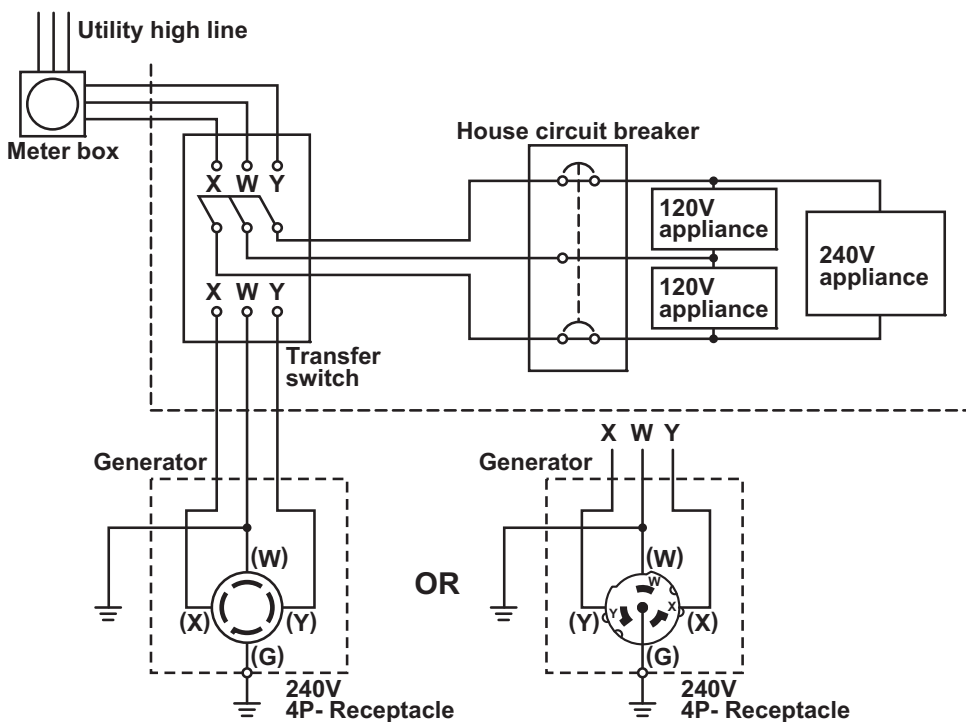 Utility high line
Meter box
House circuit breaker
X W Y
120V
appliance
240V
appliance
120V
appliance
X W Y
Transfer
switch
X W Y
Generator
Generator
(W)
(X)
(Y)
(G)
240V
4P- Receptacle
OR
(W)
W
Y
X
(Y)
(X)
(G)
240V
4P- Receptacle